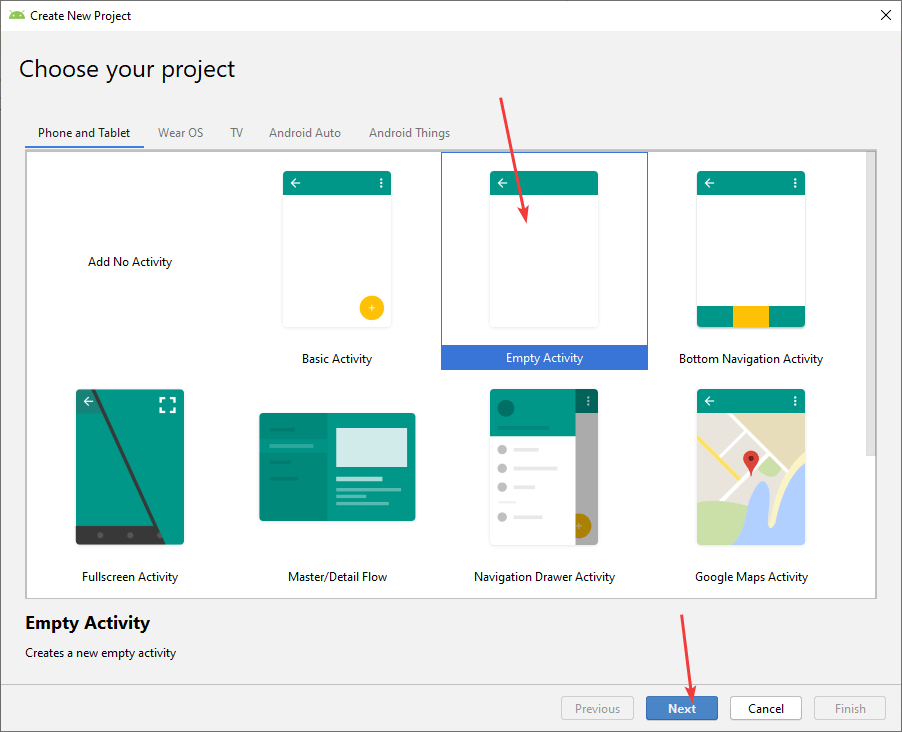 Create New Project
Choose your project
Phone and Tablet
Wear OS
TV
Android Auto
Android Things
Add No Activity
Basic Activity
Empty Activity
Bottom Navigation Activity
Fullscreen Activity
Master/Detail Flow
Navigation Drawer Activity
Google Maps Activity
Empty Activity
Creates a new empty activity
Previous
Next
Cancel
Finish